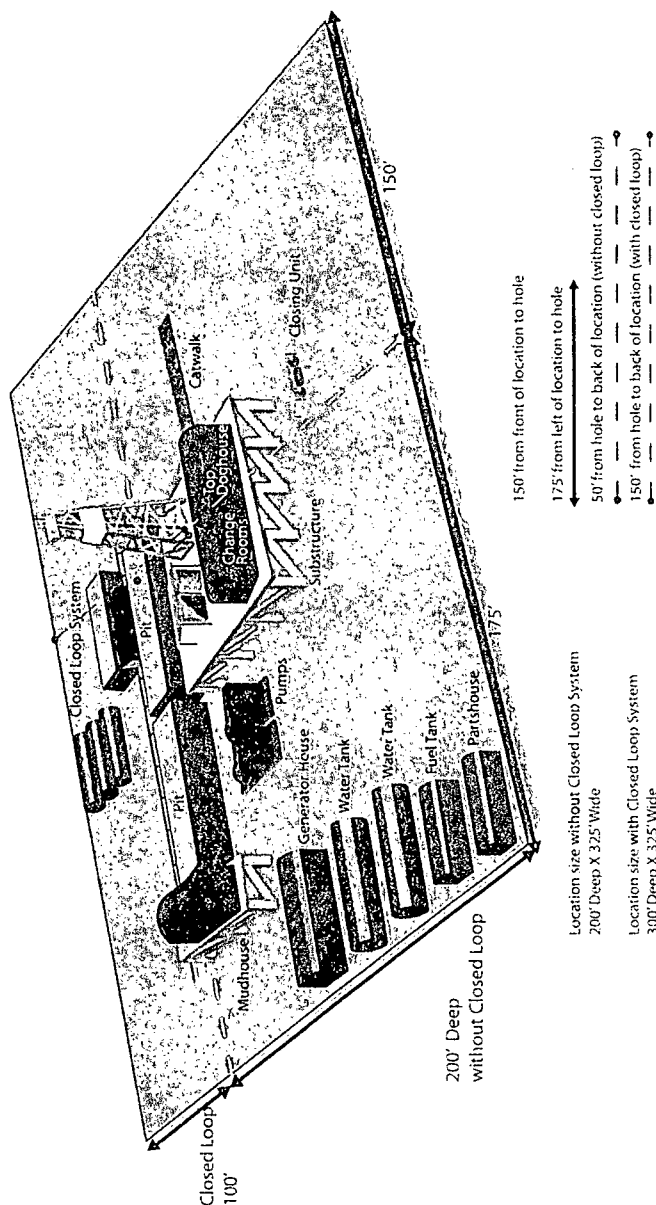 Closed Loop
100'
200' Deep
without Closed Loop
Closed Loop System
Pit
Pit
Mudhouse
Generator House
Water Tank
Water Tank
Fuel Tank
Partshouse
Pumps
Change
Rooms
Top
Doghouse
Substructure
Catwalk
Closing Unit
175'
150'
Location size without Closed Loop System
200' Deep X 325' Wide
Location size with Closed Loop System
300' Deep X 325' Wide
150' from front of location to hole
175' from left of location to hole
50' from hole to back of location (without closed loop)
150' from hole to back of location (with closed loop)